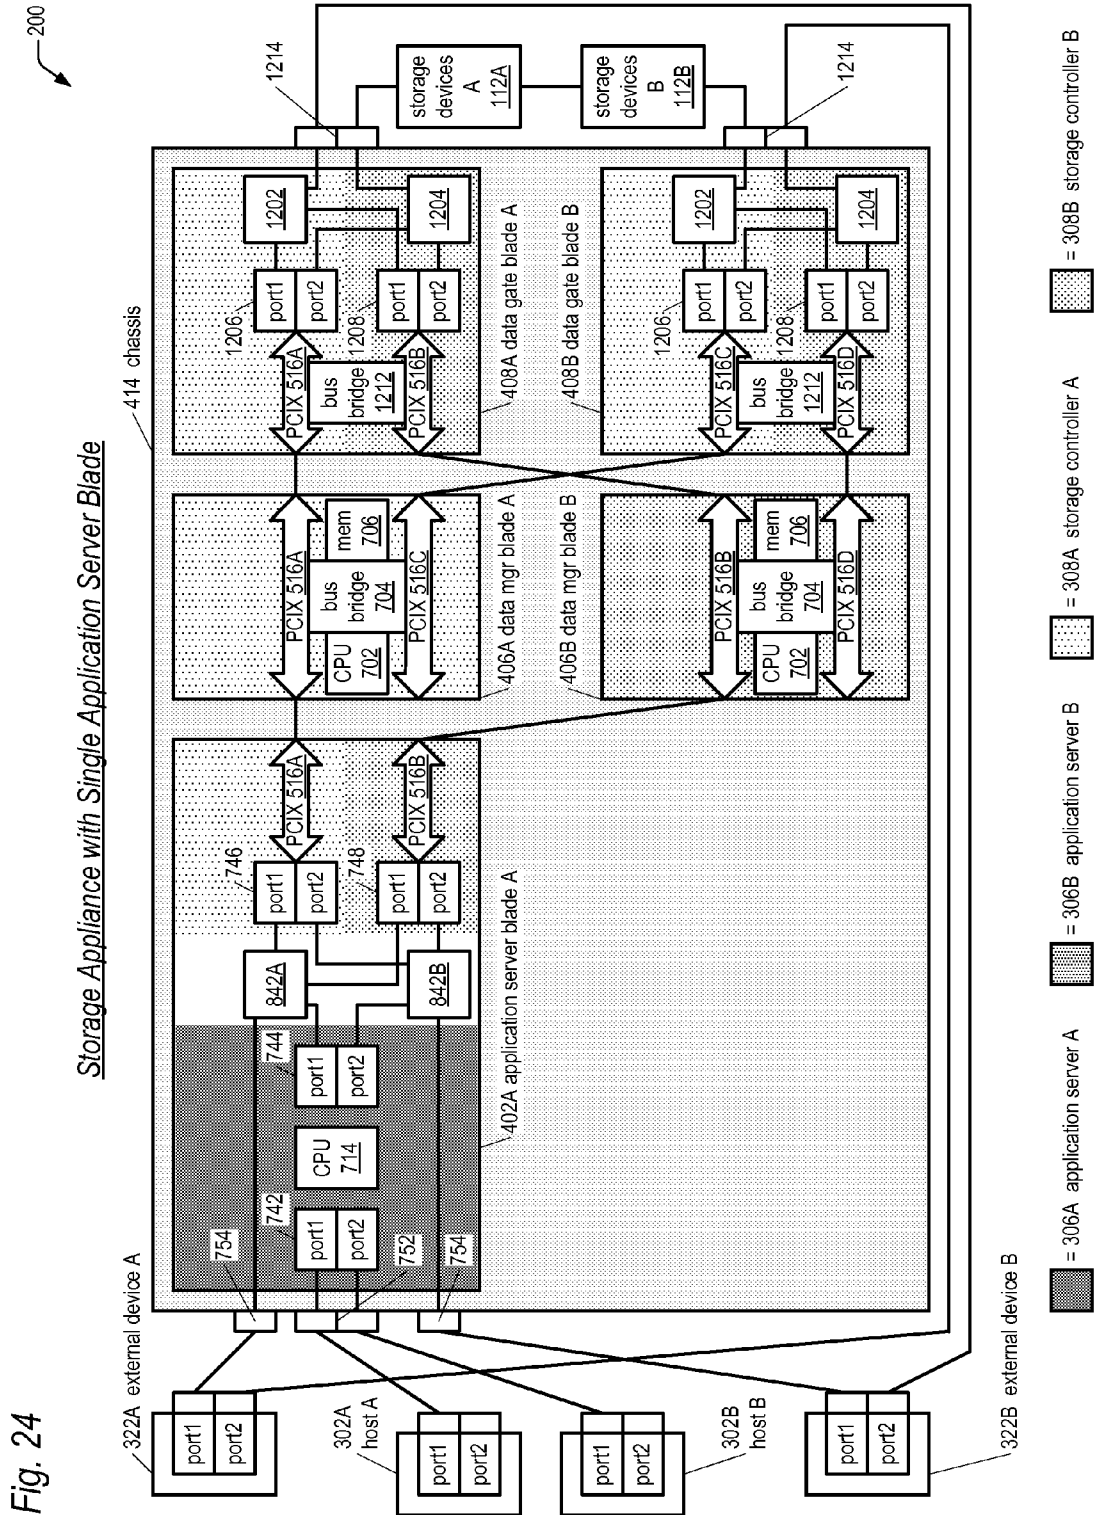 Fig. 24
Storage Appliance with Single Application Server Blade
200
414 chassis
322A external device A
port1
port2
302A
host A
port1
port2
302B
host B
port1
port2
322B external device B
port1
port2
754
752
754
742
port1
port2
CPU
714
744
port1
port2
842A
842B
746
port1
port2
748
port1
port2
PCIX 516A
PCIX 516B
402A application server blade A
PCIX 516A
CPU
702
bus
bridge
704
mem
706
PCIX 516C
406A data mgr blade A
406B data mgr blade B
PCIX 516B
CPU
702
bus
bridge
704
mem
706
PCIX 516D
PCIX 516A
bus
bridge
1212
PCIX 516B
1206
port1
port2
1208
port1
port2
1202
1204
408A data gate blade A
408B data gate blade B
PCIX 516C
bus
bridge
1212
PCIX 516D
1206
port1
port2
1208
port1
port2
1202
1204
1214
storage
devices
A
112A
storage
devices
B
112B
1214
= 306A application server A
= 306B application server B
= 308A storage controller A
= 308B storage controller B